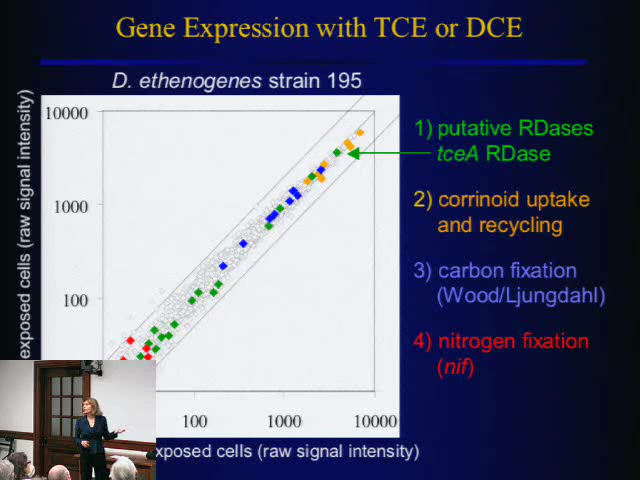 Gene Expression with TCE or DCE
D. ethenogenes strain 195
exposed cells (raw signal intensity)
10000
1000
100
100
1000
10000
exposed cells (raw signal intensity)
1) putative RDases
tceA RDase
2) corrinoid uptake
and recycling
3) carbon fixation
(Wood/Ljungdahl)
4) nitrogen fixation
(nif)